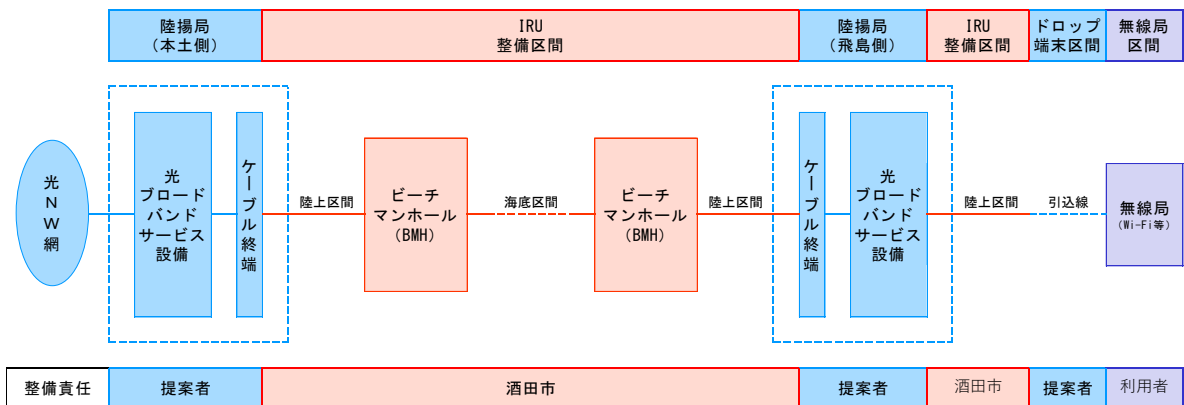 陸揚局
（本土側）
IRU
整備区間
陸揚局
（飛島側）
IRU
整備区間
ドロップ
端末区間
無線局
区間
光
N
W
網
光
ブロード
バンド
サービス
設備
ケーブル終端
陸上区間
ビーチ
マンホール
（BMH）
海底区間
ビーチ
マンホール
（BMH）
陸上区間
ケーブル終端
光
ブロード
バンド
サービス
設備
陸上区間
引込線
無線局
（Wi-Fi等）
整備責任
提案者
酒田市
提案者
酒田市
提案者
利用者